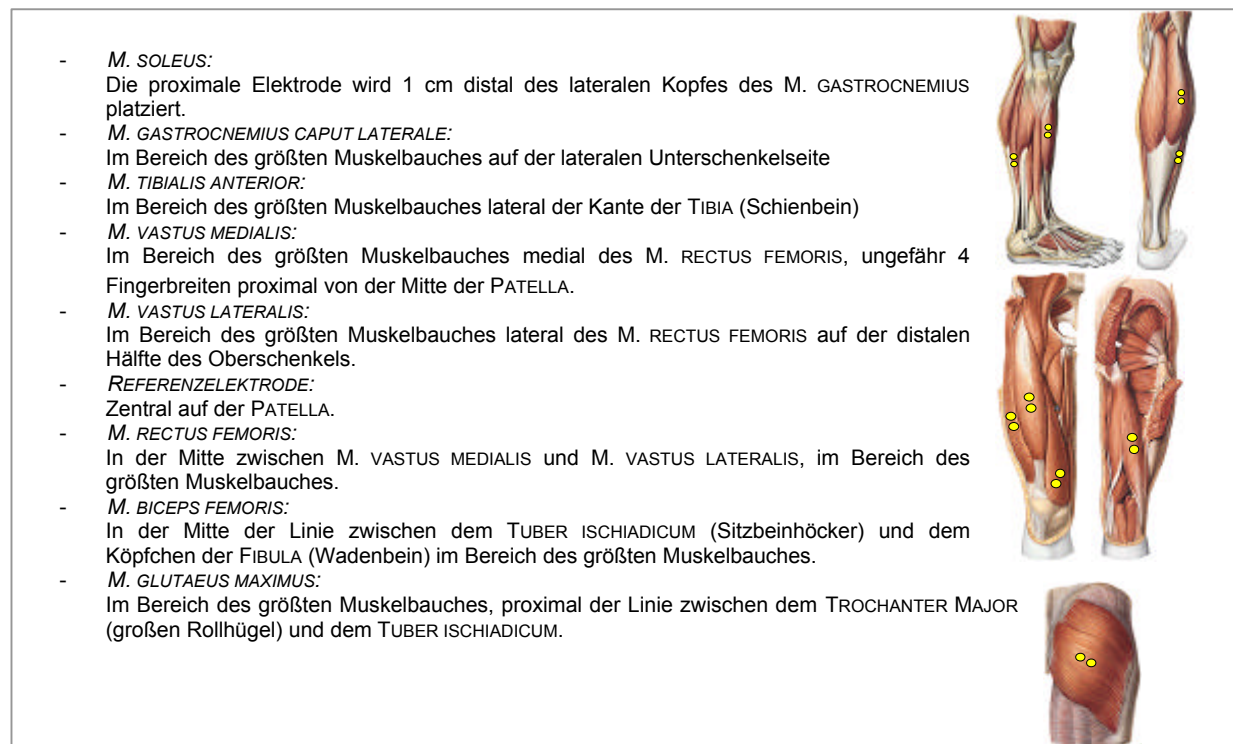 - M. SOLEUS:
Die proximale Elektrode wird 1 cm distal des lateralen Kopfes des M. GASTROCNEMIUS
platziert.
- M. GASTROCNEMIUS CAPUT LATERALE:
Im Bereich des größten Muskelbauches auf der lateralen Unterschenkelseite
- M. TIBIALIS ANTERIOR:
Im Bereich des größten Muskelbauches lateral der Kante der TIBIA (Schienbein)
- M. VASTUS MEDIALIS:
Im Bereich des größten Muskelbauches medial des M. RECTUS FEMORIS, ungefähr 4
Fingerbreiten proximal von der Mitte der PATELLA.
- M. VASTUS LATERALIS:
Im Bereich des größten Muskelbauches lateral des M. RECTUS FEMORIS auf der distalen
Hälfte des Oberschenkels.
- REFERENZELEKTRODE:
Zentral auf der PATELLA.
- M. RECTUS FEMORIS:
In der Mitte zwischen M. VASTUS MEDIALIS und M. VASTUS LATERALIS, im Bereich des
größten Muskelbauches.
- M. BICEPS FEMORIS:
In der Mitte der Linie zwischen dem TUBER ISCHIADICUM (Sitzbeinhöcker) und dem
Köpfchen der FIBULA (Wadenbein) im Bereich des größten Muskelbauches.
- M. GLUTAEUS MAXIMUS:
Im Bereich des größten Muskelbauches, proximal der Linie zwischen dem TROCHANTER MAJOR
(großen Rollhügel) und dem TUBER ISCHIADICUM.